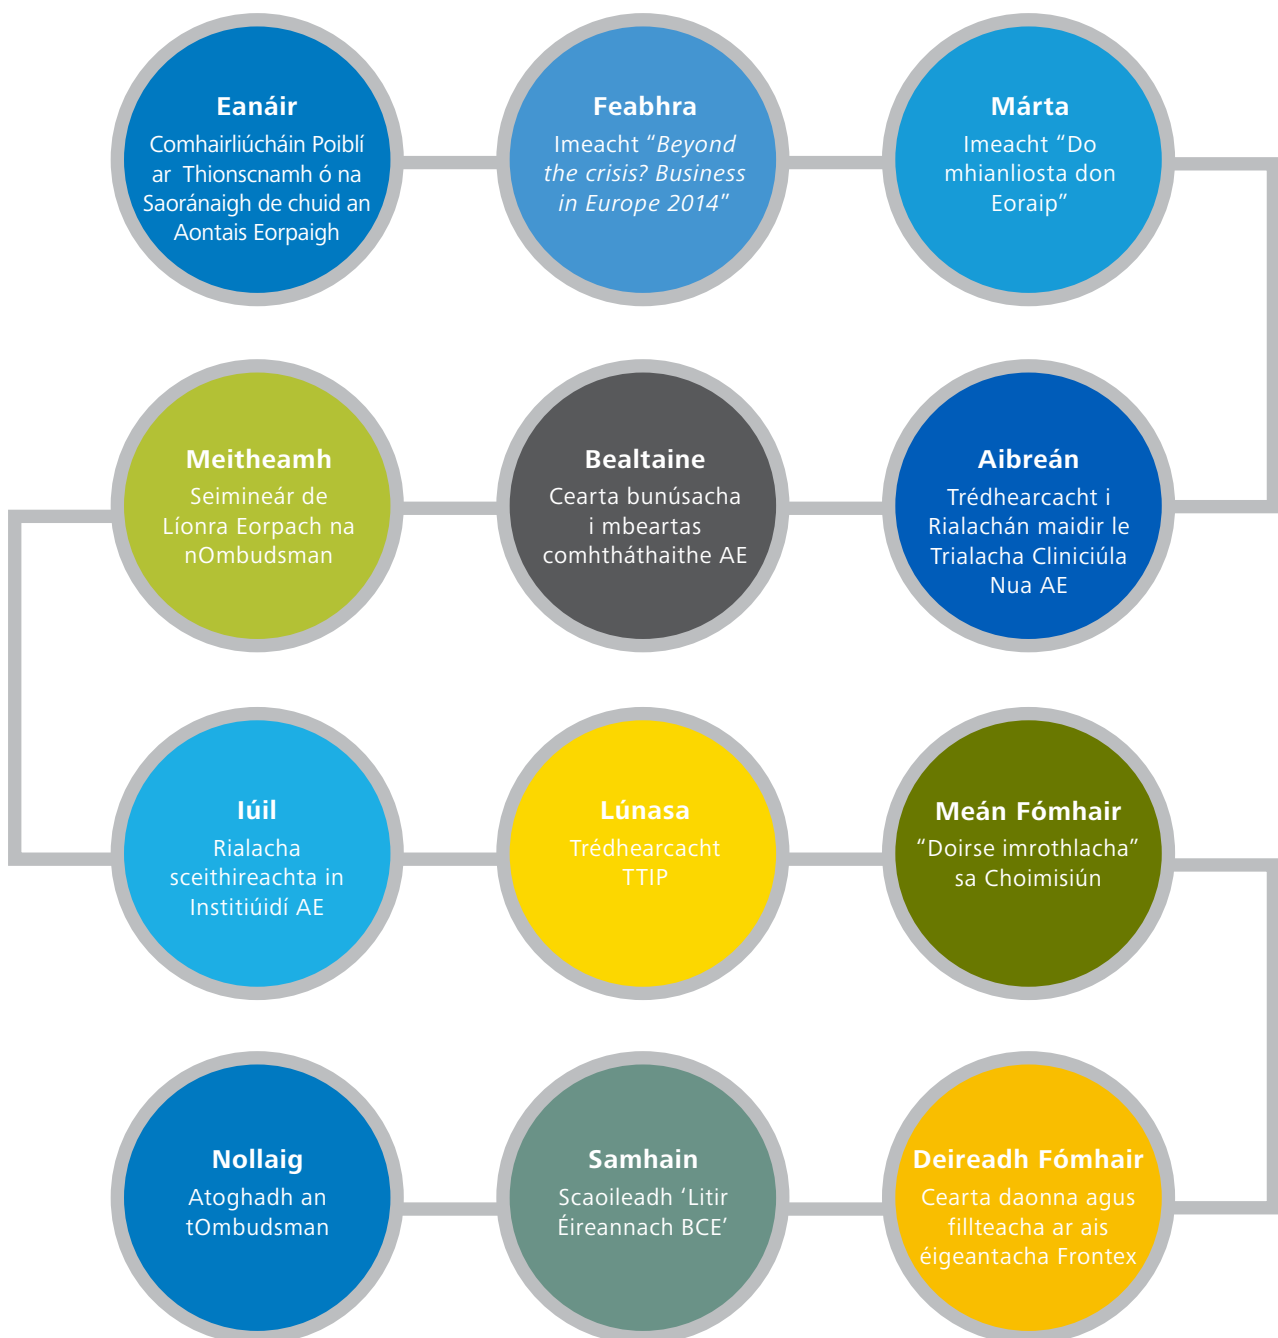 Eanáir
Comhairliúcháin Poiblí
ar Thionscnamh ó na
Saoránaigh de chuid an
Aontais Eorpaigh
Feabhra
Imeacht “Beyond
the crisis? Business
in Europe 2014”
Márta
Imeacht “Do
mhianliosta don
Eoraip”
Aibreán
Trédhearcacht i
Rialachán maidir le
Trialacha Cliniciúla
Nua AE
Bealtaine
Cearta bunúsacha
i mbeartas
comhtháthaithe AE
Meitheamh
Seimineár de
Líonra Eorpach na
nOmbudsman
Iúil
Rialacha
sceithireachta in
Institiúidí AE
Lúnasa
Trédhearcacht
TTIP
Meán Fómhair
“Doirse imrothlacha”
sa Choimisiún
Deireadh Fómhair
Cearta daonna agus
fillteacha ar ais
éigeantacha Frontex
Samhain
Scaoileadh ‘Litir
Éireannach BCE’
Nollaig
Atoghadh an
tOmbudsman